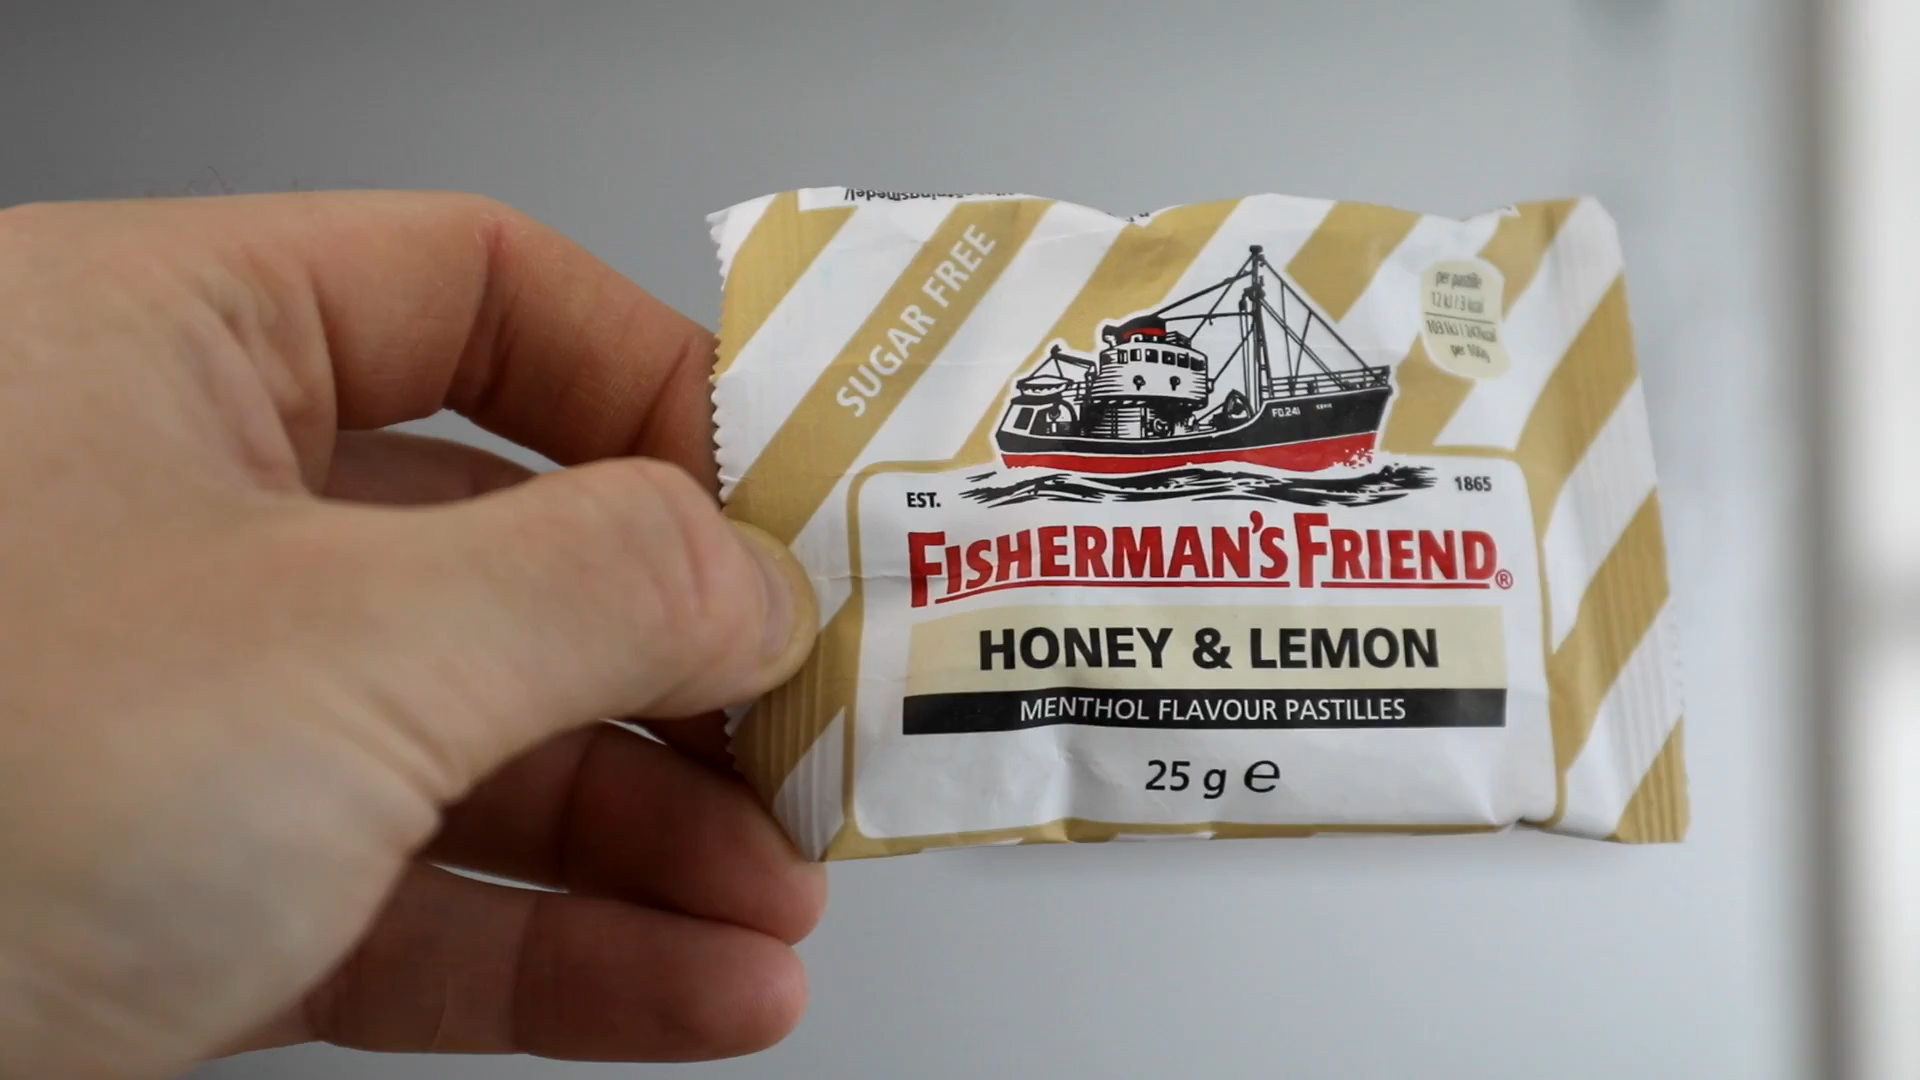 SUGAR FREE
per pastille
12 kJ / 3 kcal
per 100g
FD241
EST.
1865
FISHERMAN'S FRIEND®
HONEY & LEMON
MENTHOL FLAVOUR PASTILLES
25 g ℮